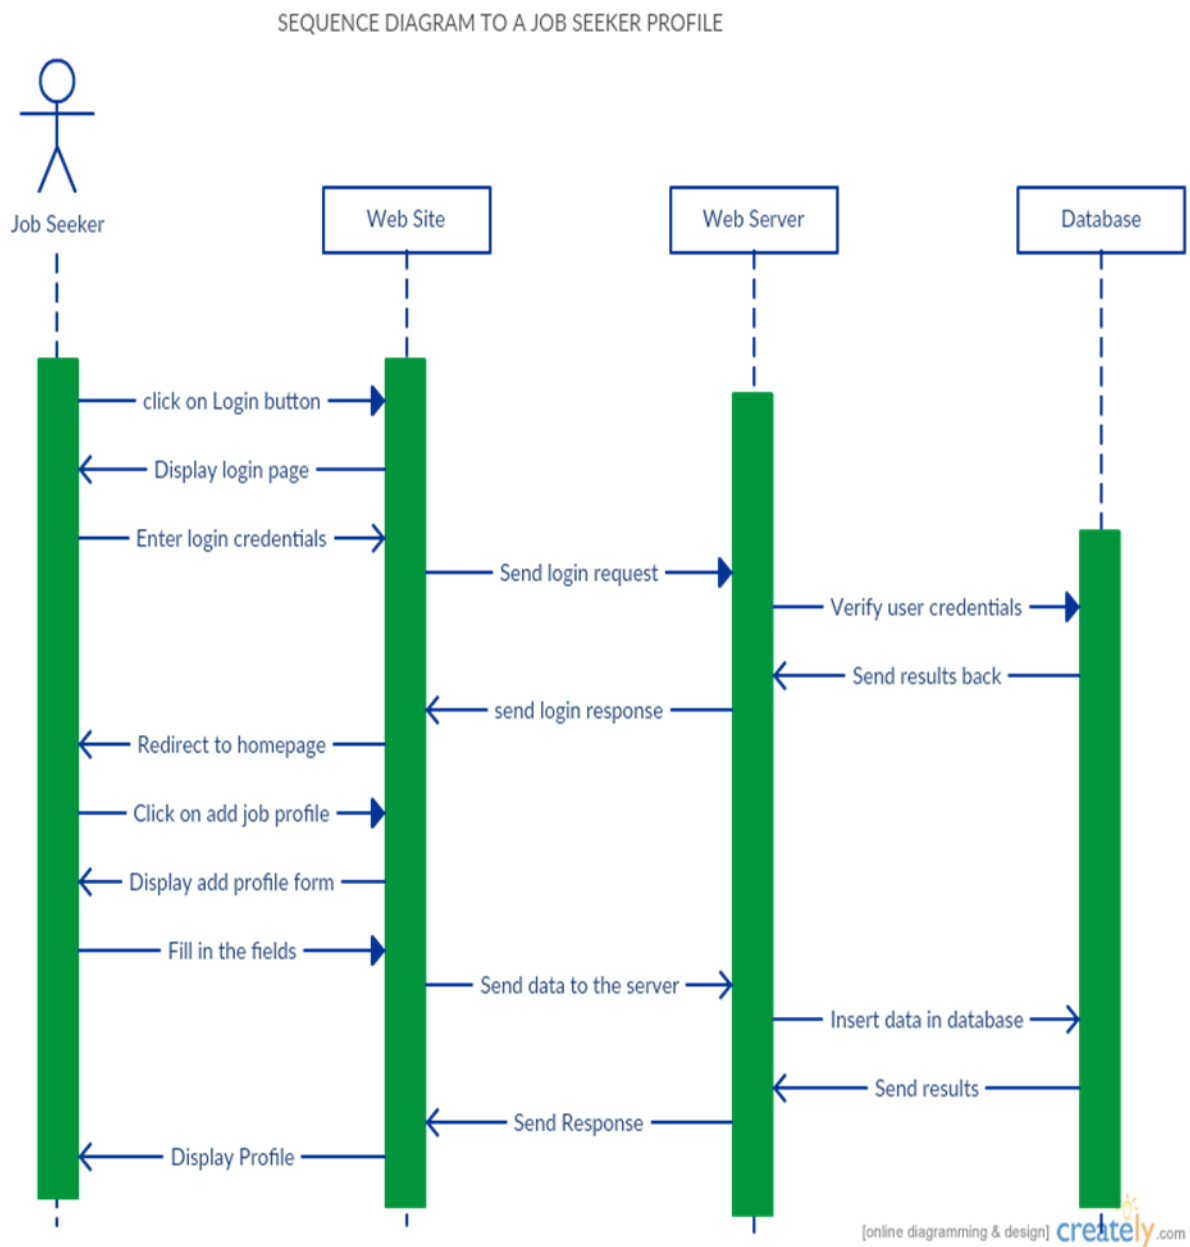 SEQUENCE DIAGRAM TO A JOB SEEKER PROFILE
Job Seeker
Web Site
Web Server
Database
click on Login button
Display login page
Enter login credentials
Send login request
Verify user credentials
Send results back
send login response
Redirect to homepage
Click on add job profile
Display add profile form
Fill in the fields
Send data to the server
Insert data in database
Send results
Send Response
Display Profile
[online diagramming & design] creately.com